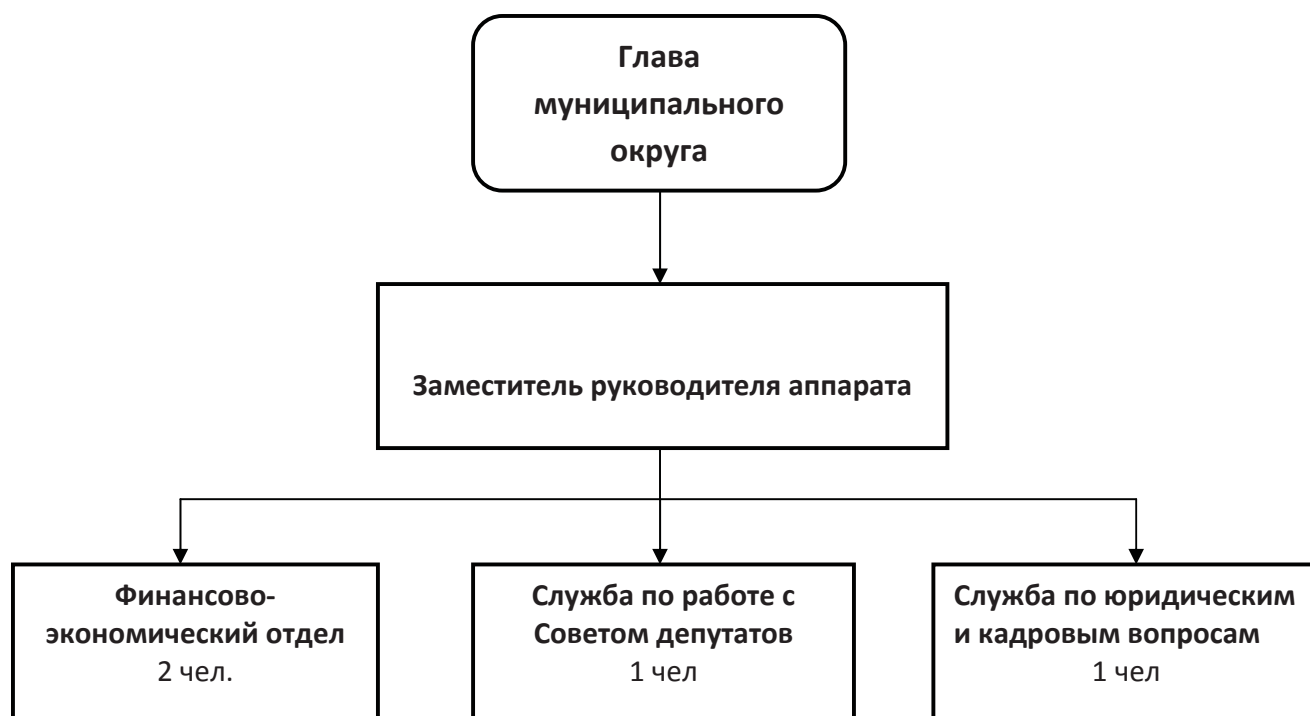 Глава
муниципального
округа
Заместитель руководителя аппарата
Финансово-
экономический отдел
2 чел.
Служба по работе с
Советом депутатов
1 чел
Служба по юридическим
и кадровым вопросам
1 чел